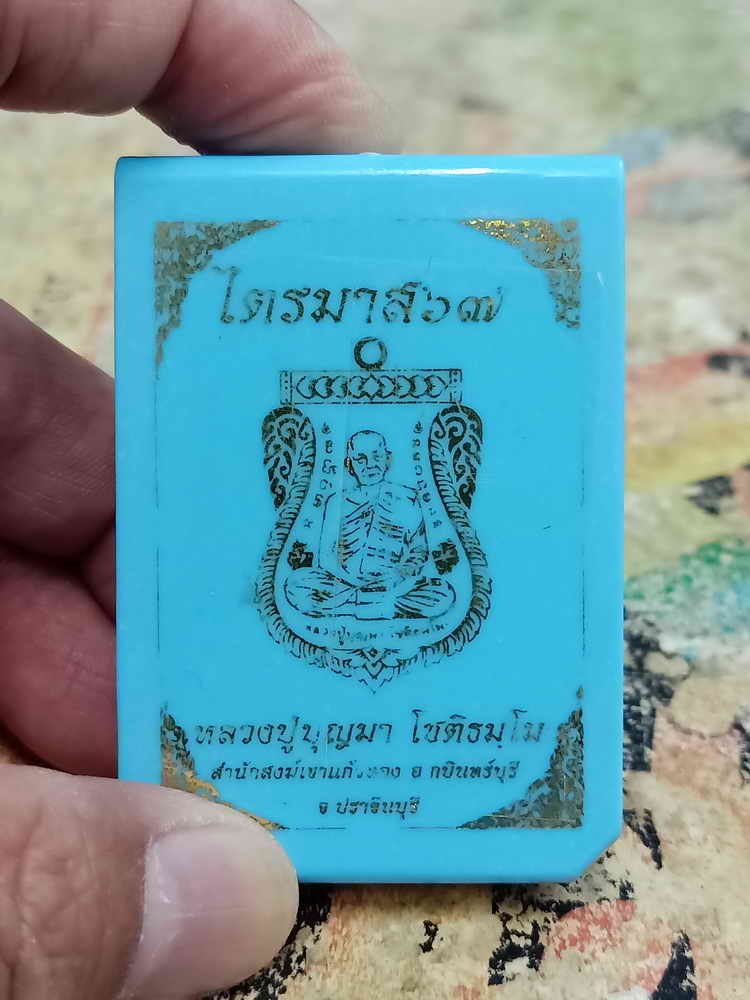 ไตรมาส๖๗
หลวงปู่บุญมา โชติธมฺโม
สำนักสงฆ์เขาแก้วทอง อ กบินทร์บุรี
จ ปราจีนบุรี